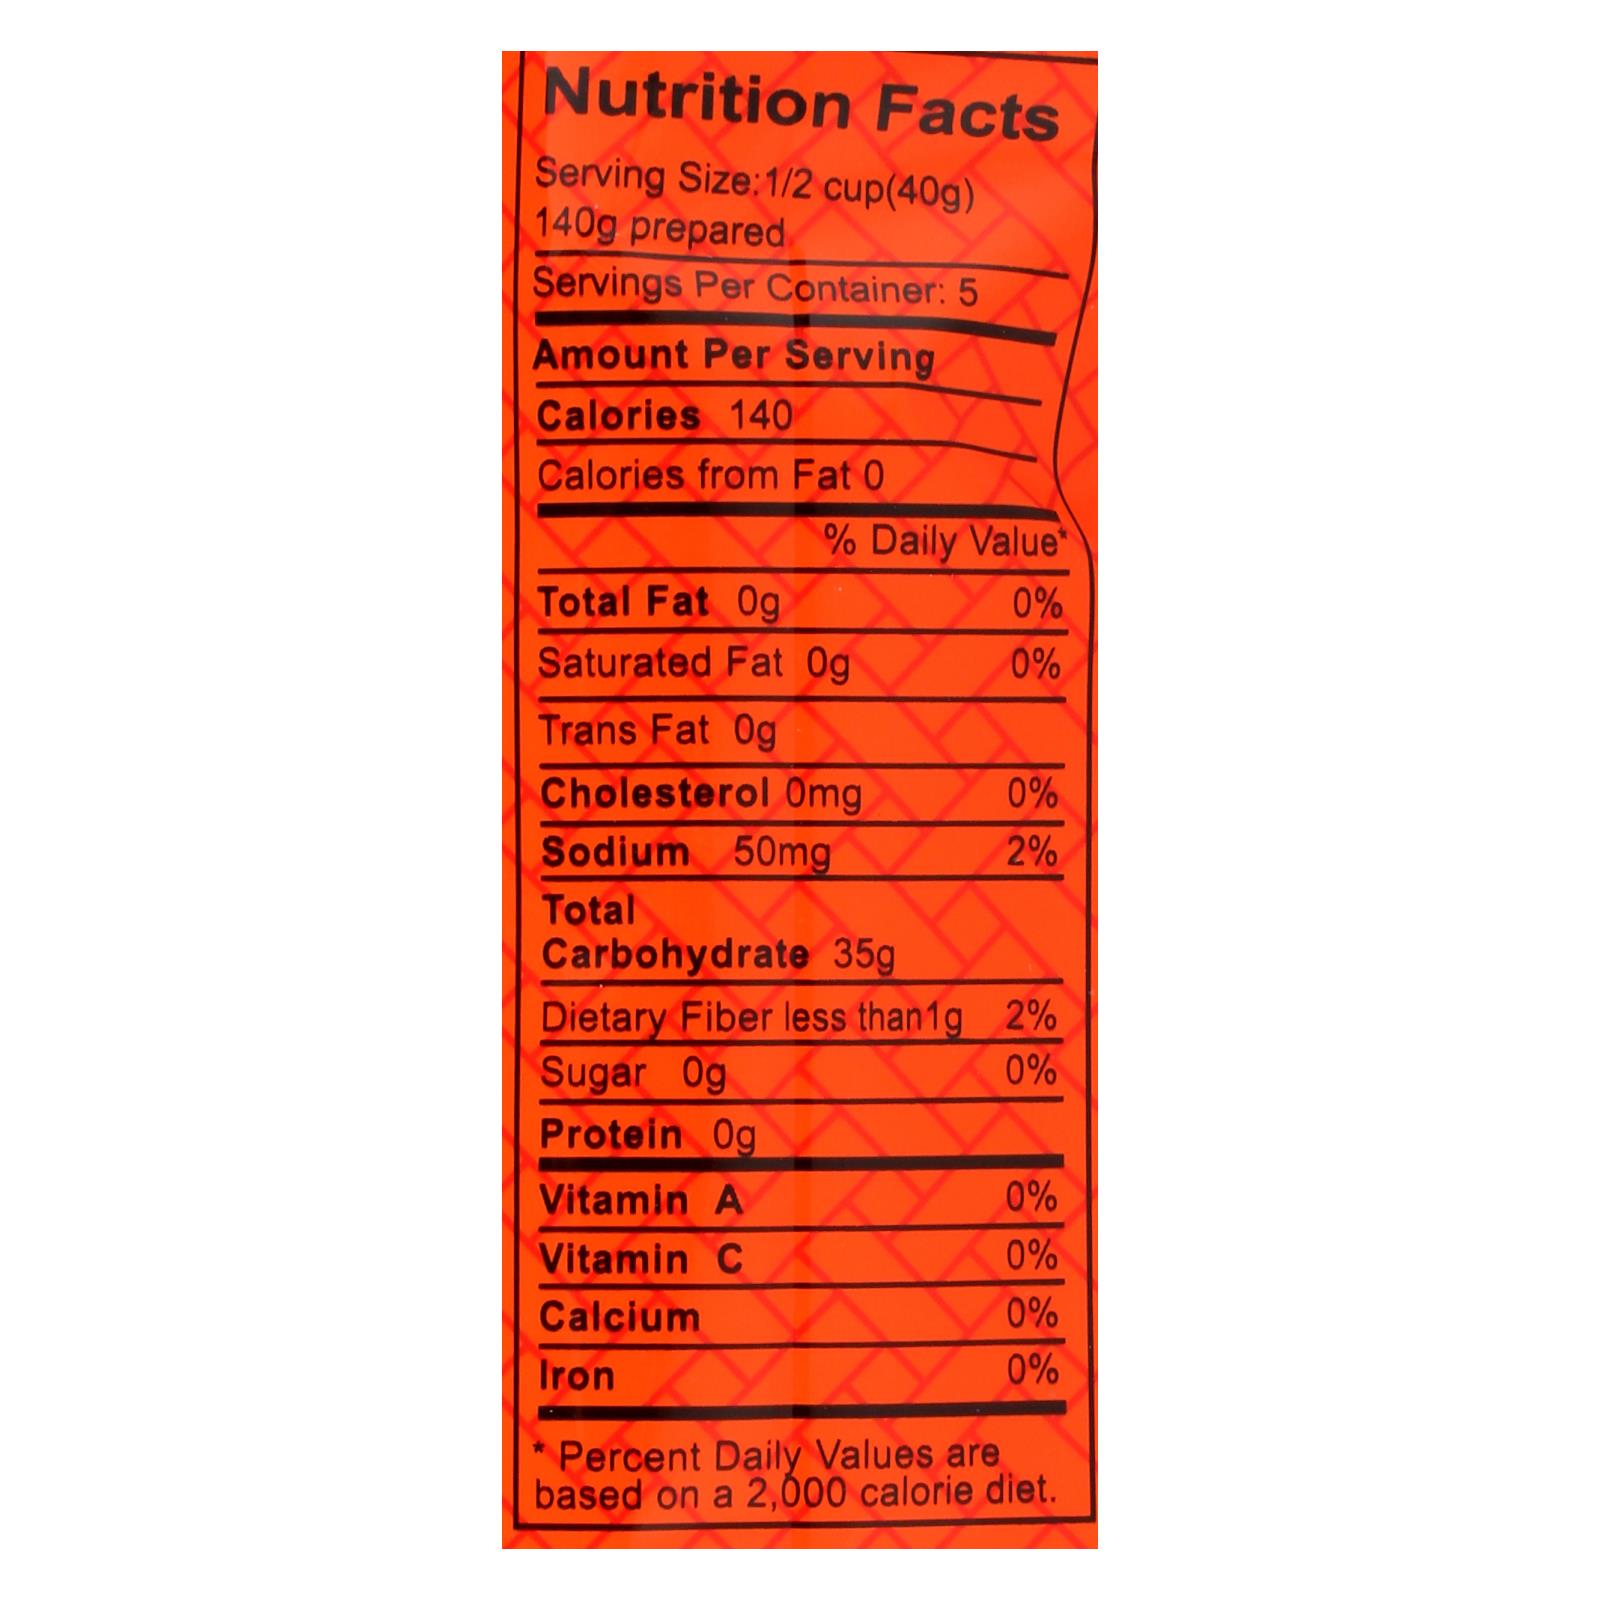 Nutrition Facts
Serving Size:1/2 cup(40g)
140g prepared
Servings Per Container: 5
Amount Per Serving
Calories 140
Calories from Fat 0
% Daily Value*
Total Fat 0g 0%
Saturated Fat 0g 0%
Trans Fat 0g
Cholesterol 0mg 0%
Sodium 50mg 2%
Total
Carbohydrate 35g
Dietary Fiber less than1g 2%
Sugar 0g 0%
Protein 0g
Vitamin A 0%
Vitamin C 0%
Calcium 0%
Iron 0%
* Percent Daily Values are
based on a 2,000 calorie diet.